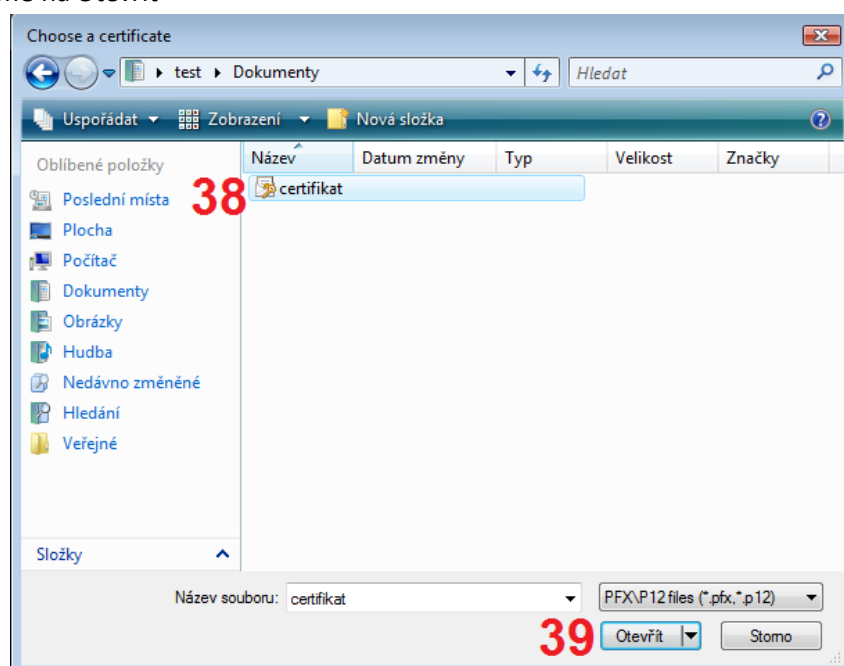 na Otevřít
Choose a certificate
test Dokumenty Hledat
Uspořádat Zobrazení Nová složka ?
Oblíbené položky Název Datum změny Typ Velikost Značky
Poslední místa 38 certifikat
Plocha
Počítač
Dokumenty
Obrázky
Hudba
Nedávno změněné
Hledání
Veřejné
Složky
Název souboru: certifikat PFX\P12 files (*.pfx,*.p12)
39 Otevřít Storno